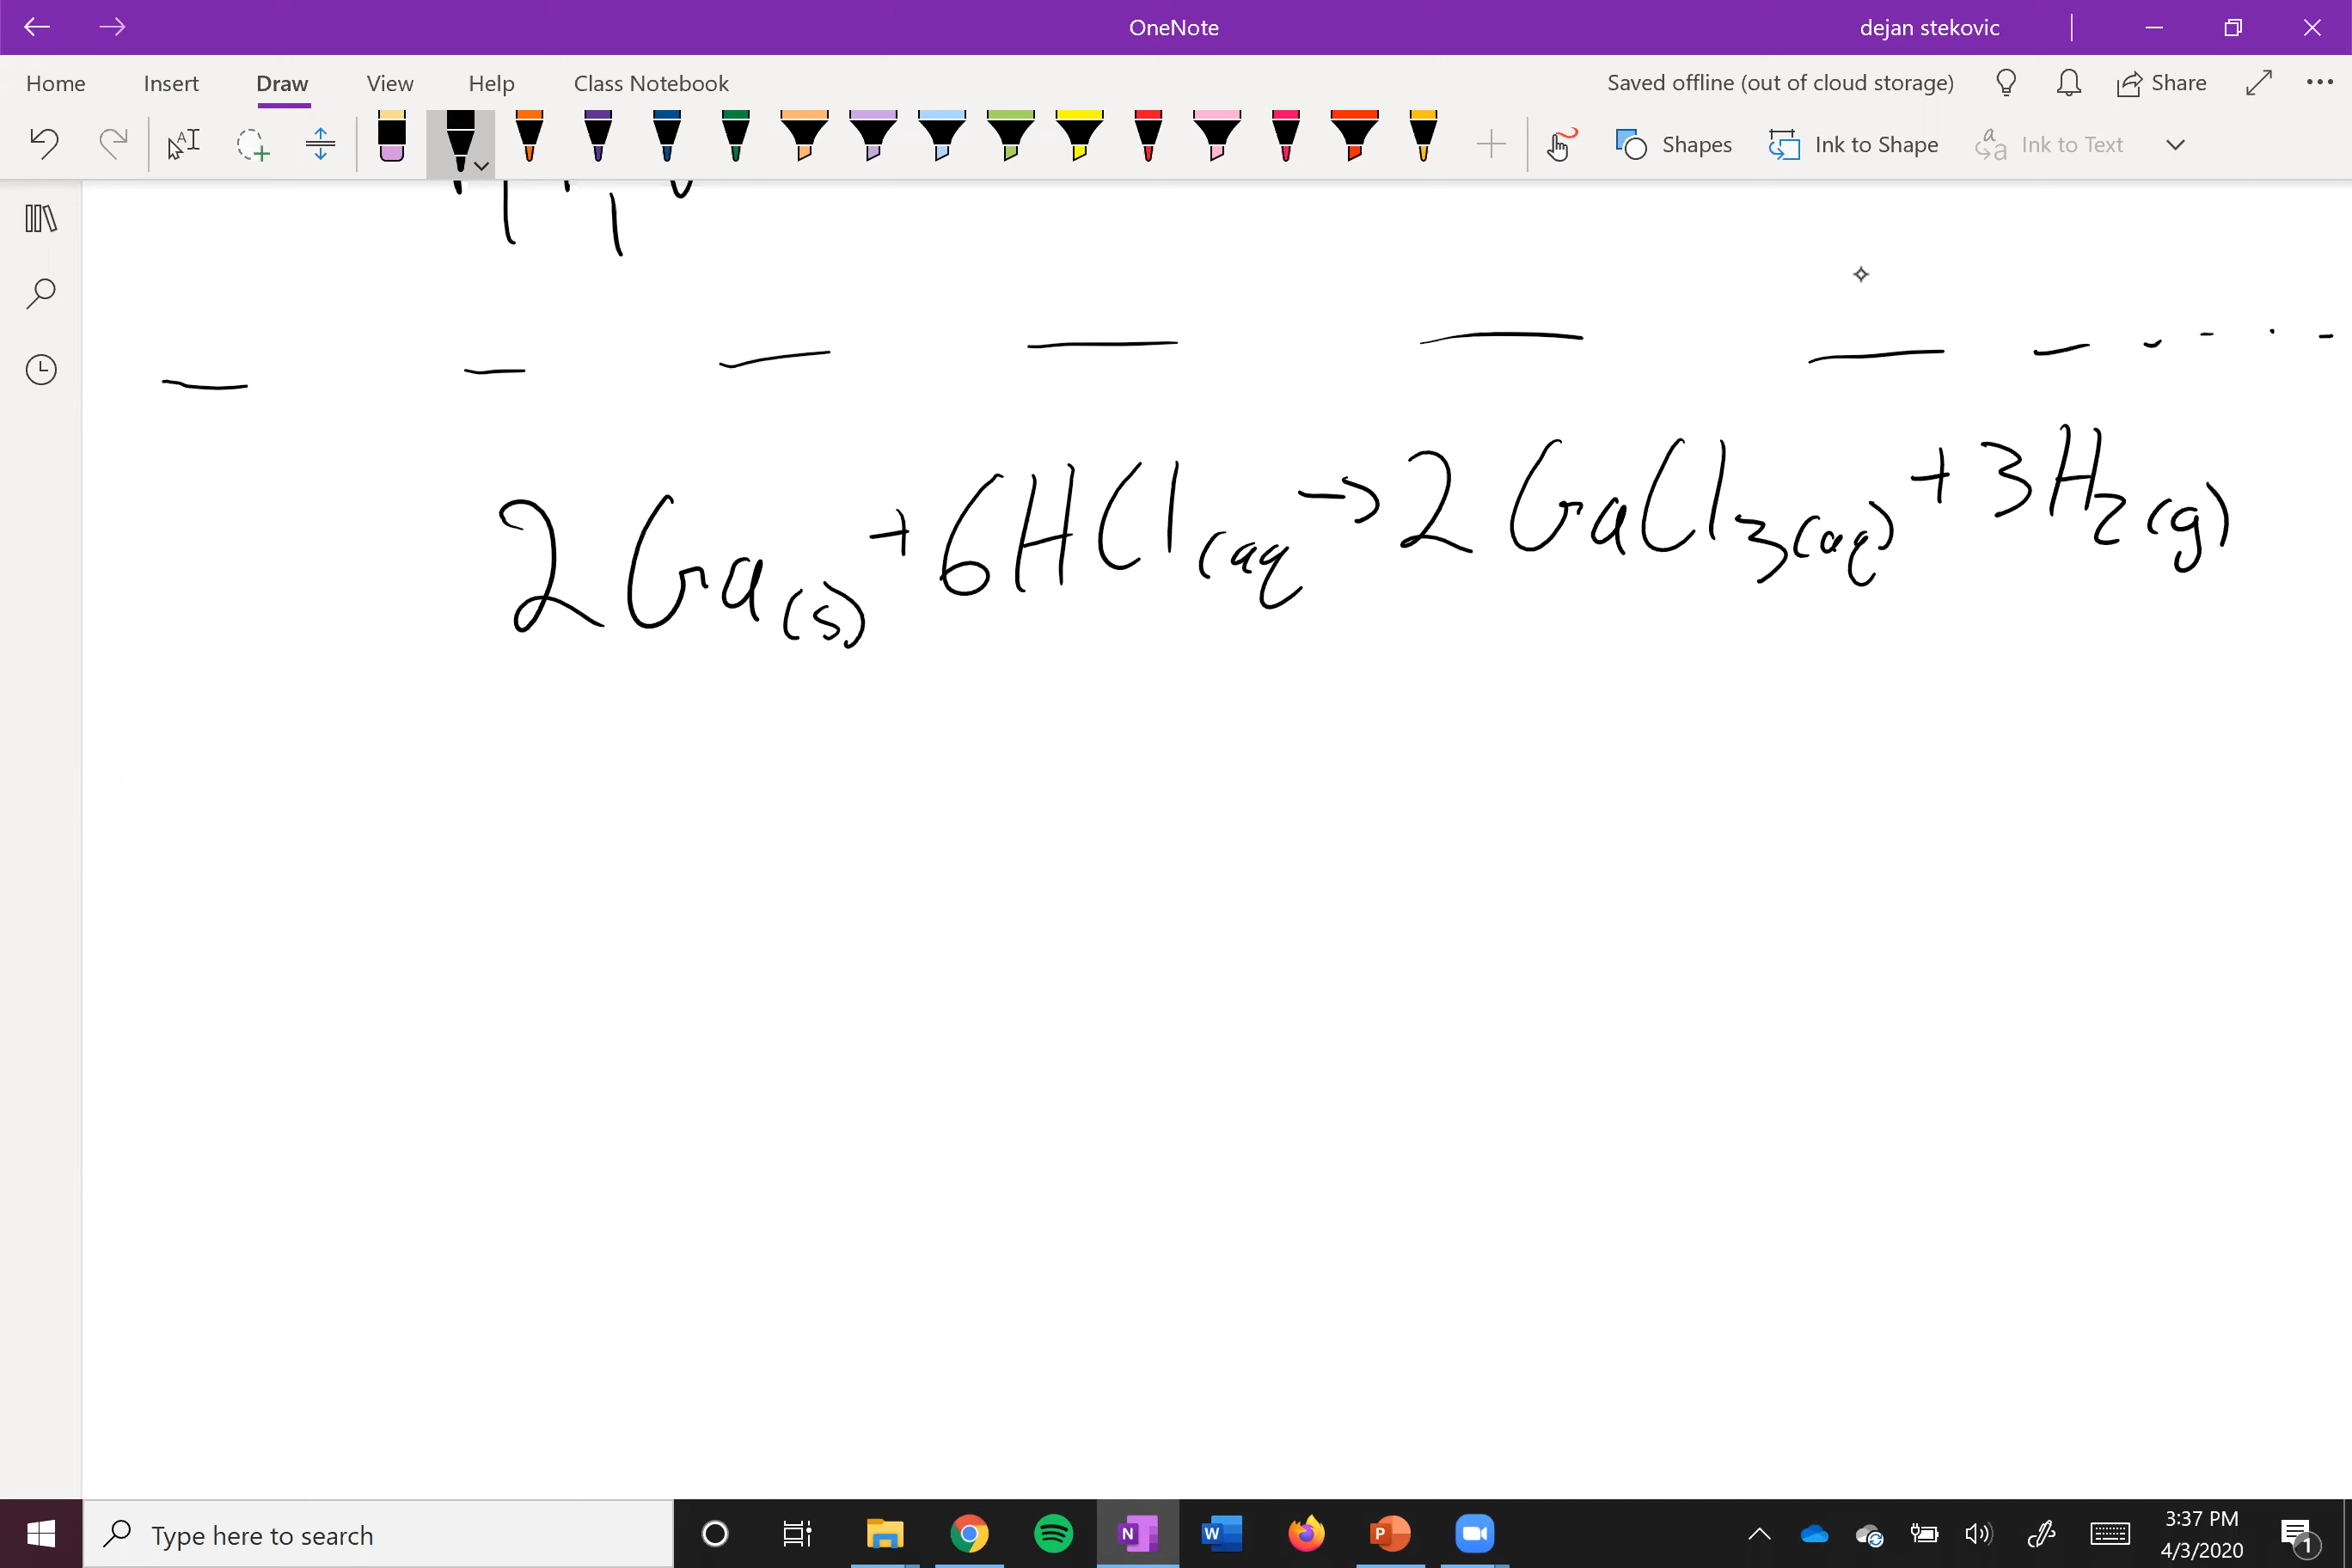 OneNote
dejan stekovic
Home Insert Draw View Help Class Notebook
Saved offline (out of cloud storage) Share
Shapes Ink to Shape Ink to Text
2Ga(s) + 6HCl(aq → 2GaCl3(aq) + 3H2(g)
Type here to search
3:37 PM
4/3/2020
1